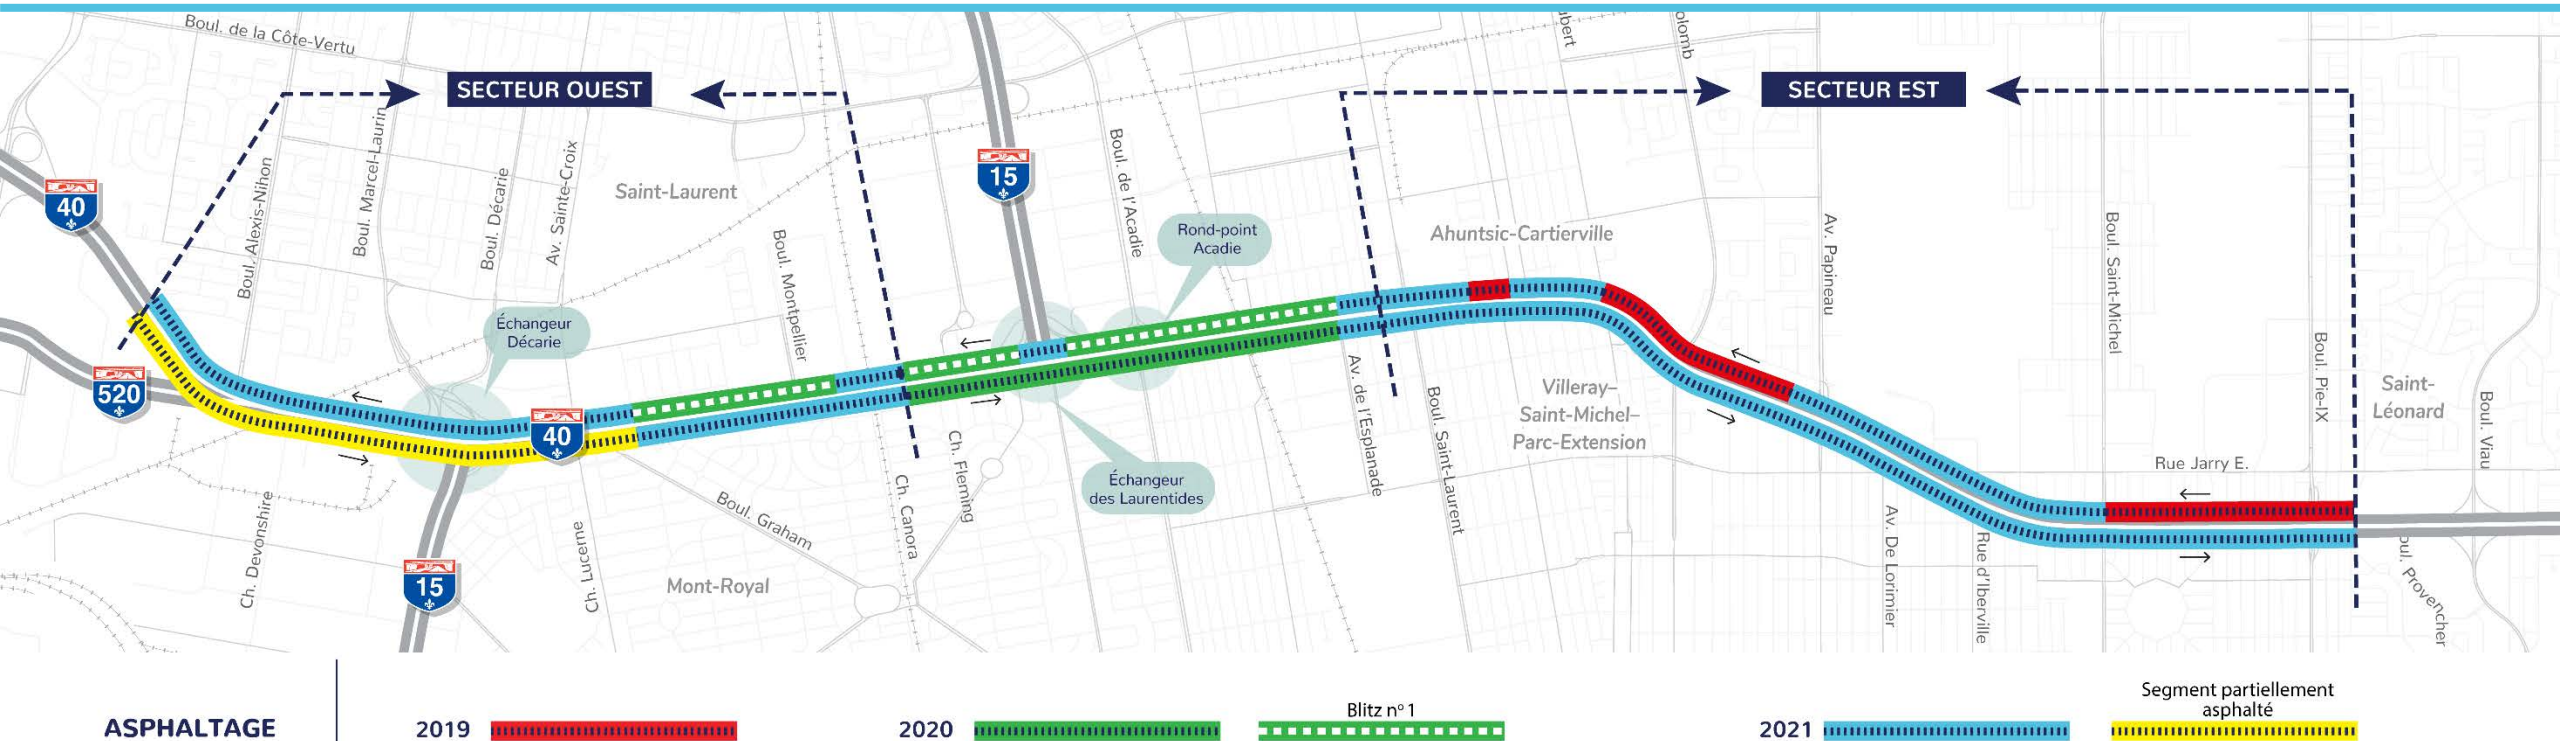 Boul. de la Côte-Vertu
SECTEUR OUEST
SECTEUR EST
40
520
15
15
40
Boul. Alexis-Nihon
Boul. Marcel-Laurin
Boul. Décarie
Av. Sainte-Croix
Saint-Laurent
Boul. Montpellier
Échangeur
Décarie
Boul. de l'Acadie
Rond-point
Acadie
Ahuntsic-Cartierville
Av. Papineau
Boul. Saint-Michel
Boul. Pie-IX
Saint-
Léonard
Boul. Viau
Villeray–
Saint-Michel–
Parc-Extension
Rue Jarry E.
Av. de l'Esplanade
Boul. Saint-Laurent
Échangeur
des Laurentides
Ch. Fleming
Ch. Canora
Boul. Graham
Ch. Devonshire
Ch. Lucerne
Mont-Royal
Av. De Lorimier
Rue d'Iberville
oul. Provencher
bert
olomb
ASPHALTAGE
2019
2020
Blitz nº 1
2021
Segment partiellement
asphalté